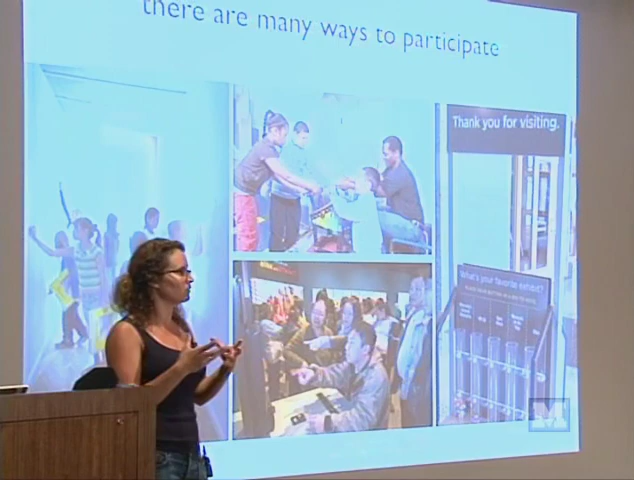 there are many ways to participate
Thank you for visiting.
What's your favorite exhibit?
M